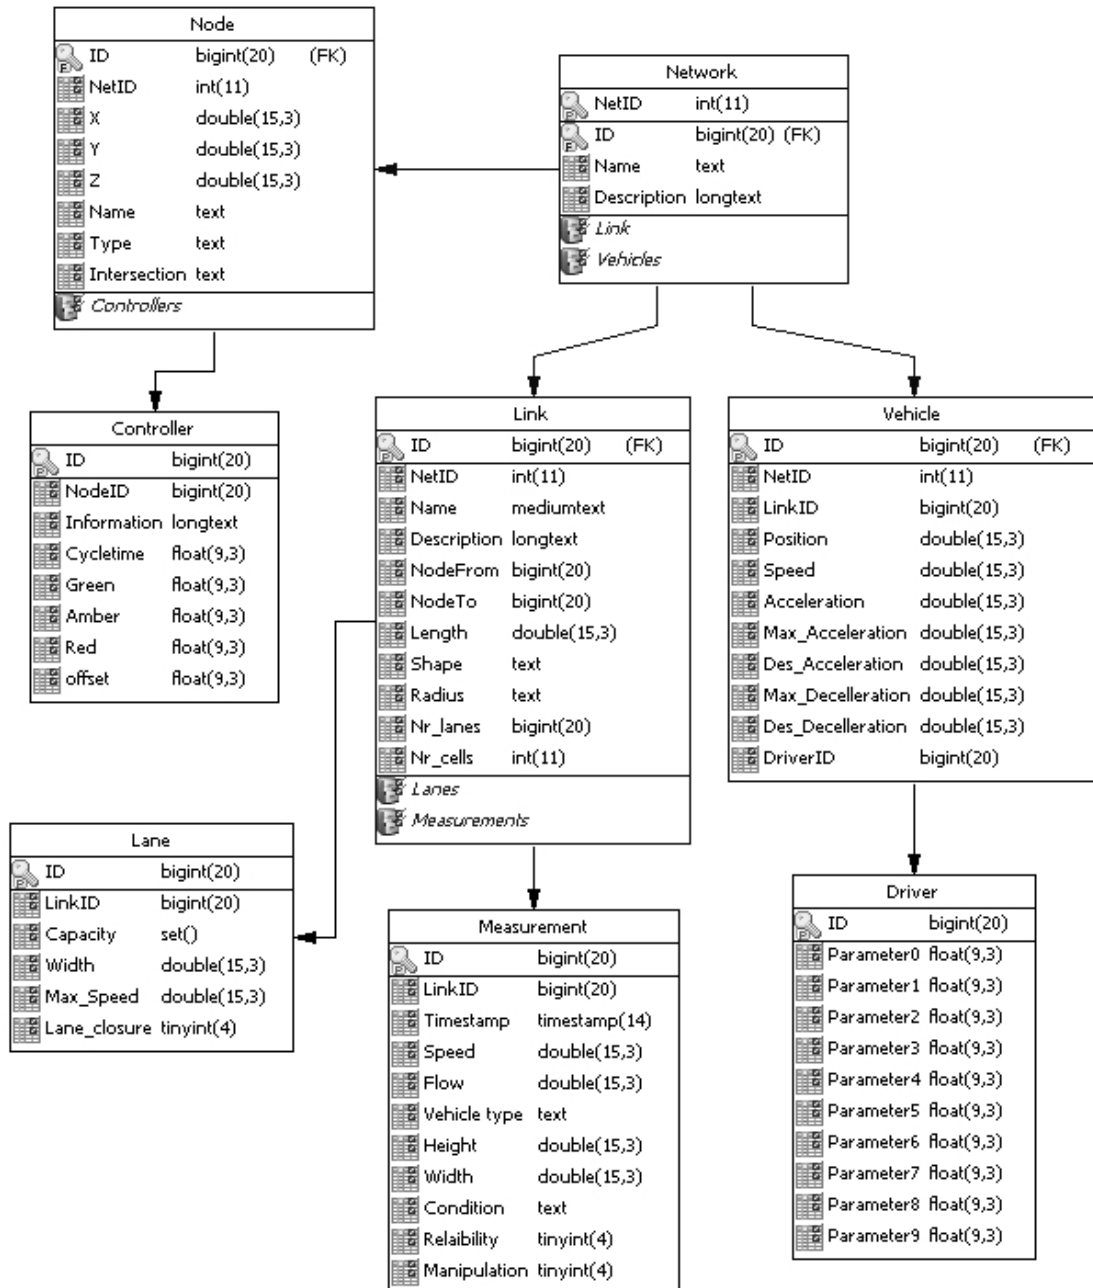 Node
ID bigint(20) (FK)
NetID int(11)
X double(15,3)
Y double(15,3)
Z double(15,3)
Name text
Type text
Intersection text
Controllers
Network
NetID int(11)
ID bigint(20) (FK)
Name text
Description longtext
Link
Vehicles
Controller
ID bigint(20)
NodeID bigint(20)
Information longtext
Cycletime float(9,3)
Green float(9,3)
Amber float(9,3)
Red float(9,3)
offset float(9,3)
Link
ID bigint(20) (FK)
NetID int(11)
Name mediumtext
Description longtext
NodeFrom bigint(20)
NodeTo bigint(20)
Length double(15,3)
Shape text
Radius text
Nr_lanes bigint(20)
Nr_cells int(11)
Lanes
Measurements
Vehicle
ID bigint(20) (FK)
NetID int(11)
LinkID bigint(20)
Position double(15,3)
Speed double(15,3)
Acceleration double(15,3)
Max_Acceleration double(15,3)
Des_Acceleration double(15,3)
Max_Decelleration double(15,3)
Des_Decelleration double(15,3)
DriverID bigint(20)
Lane
ID bigint(20)
LinkID bigint(20)
Capacity set()
Width double(15,3)
Max_Speed double(15,3)
Lane_closure tinyint(4)
Measurement
ID bigint(20)
LinkID bigint(20)
Timestamp timestamp(14)
Speed double(15,3)
Flow double(15,3)
Vehicle type text
Height double(15,3)
Width double(15,3)
Condition text
Relaibility tinyint(4)
Manipulation tinyint(4)
Driver
ID bigint(20)
Parameter0 float(9,3)
Parameter1 float(9,3)
Parameter2 float(9,3)
Parameter3 float(9,3)
Parameter4 float(9,3)
Parameter5 float(9,3)
Parameter6 float(9,3)
Parameter7 float(9,3)
Parameter8 float(9,3)
Parameter9 float(9,3)